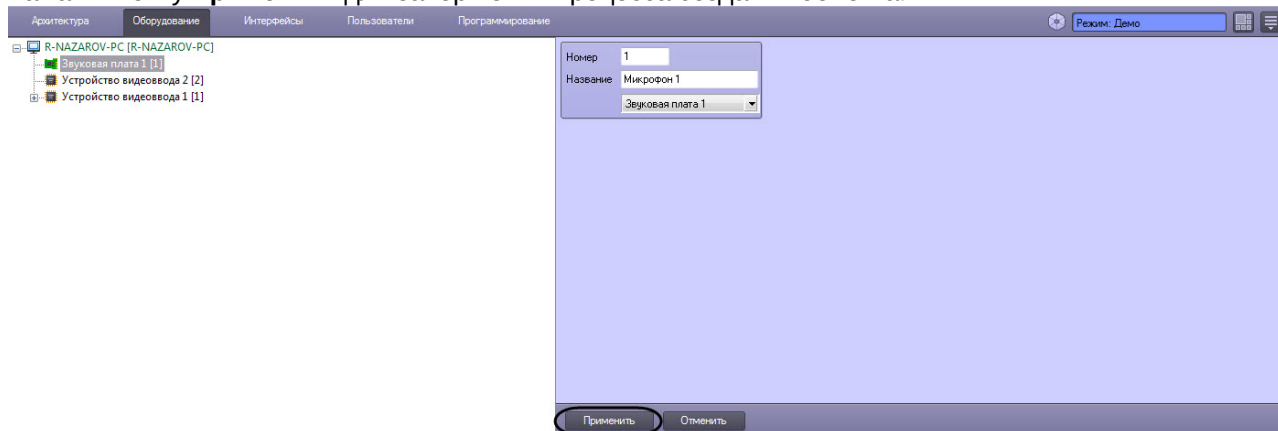 Архитектура Оборудование Интерфейсы Пользователи Программирование Режим: Демо
R-NAZAROV-PC [R-NAZAROV-PC]
Звуковая плата 1 [1]
Устройство видеоввода 2 [2]
Устройство видеоввода 1 [1]
Номер 1
Название Микрофон 1
Звуковая плата 1
Применить Отменить